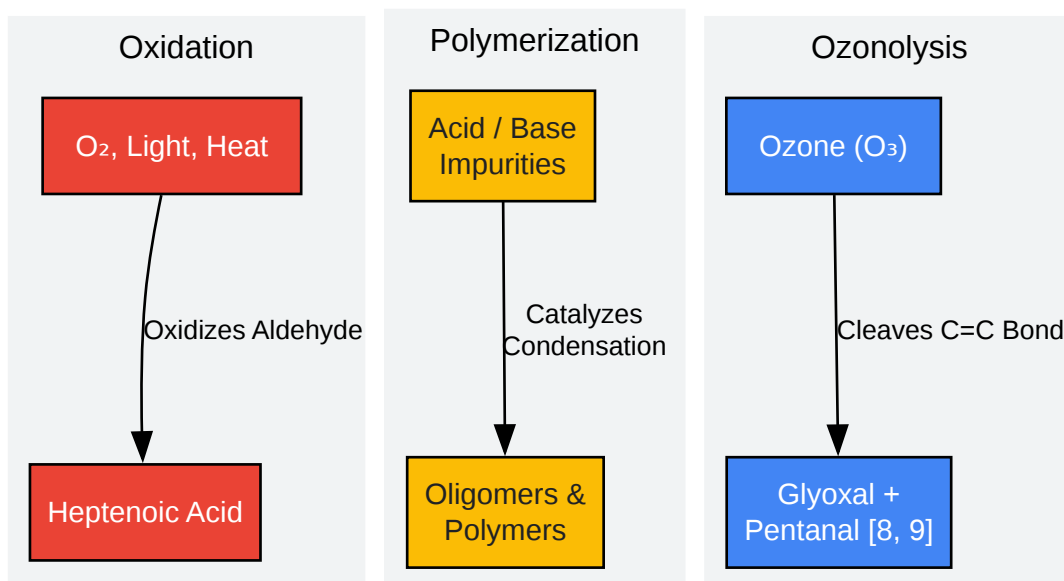 Oxidation
O₂, Light, Heat
Oxidizes Aldehyde
Heptenoic Acid
Polymerization
Acid / Base
Impurities
Catalyzes
Condensation
Oligomers &
Polymers
Ozonolysis
Ozone (O₃)
Cleaves C=C Bond
Glyoxal +
Pentanal [8, 9]